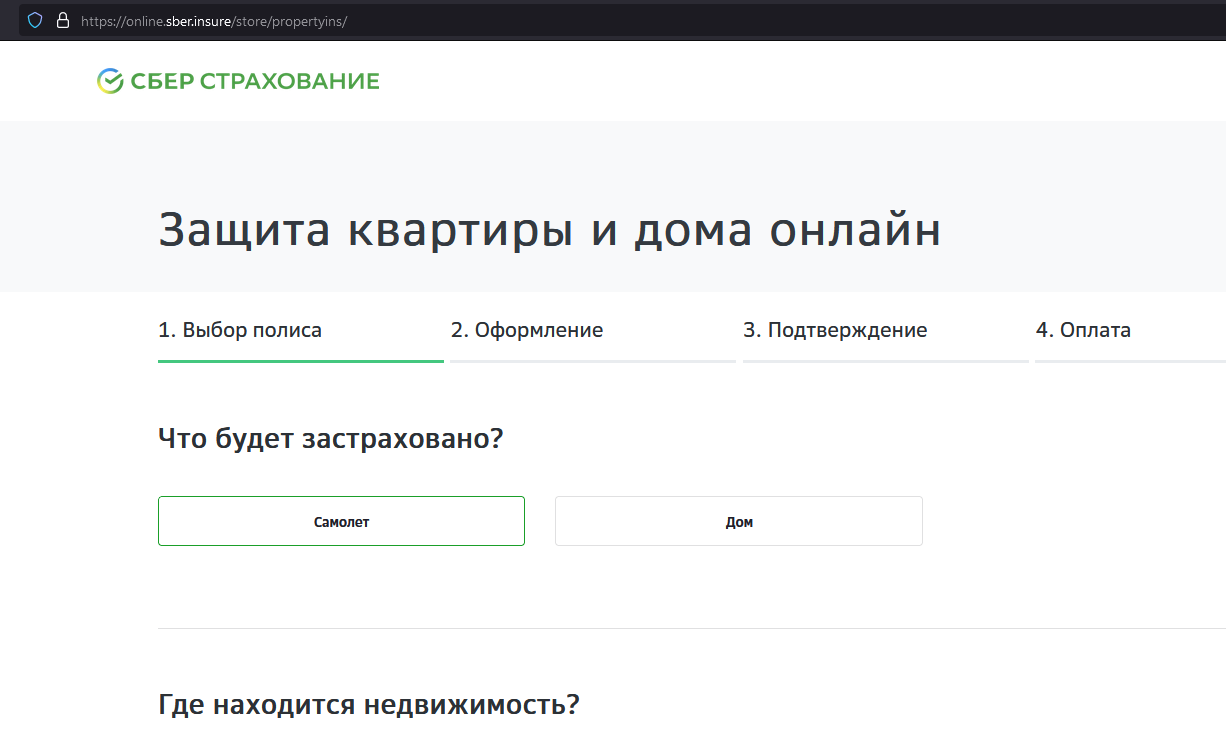 https://online.sber.insure/store/propertyins/
СБЕР СТРАХОВАНИЕ
Защита квартиры и дома онлайн
1. Выбор полиса 2. Оформление 3. Подтверждение 4. Оплата
Что будет застраховано?
Самолет Дом
Где находится недвижимость?